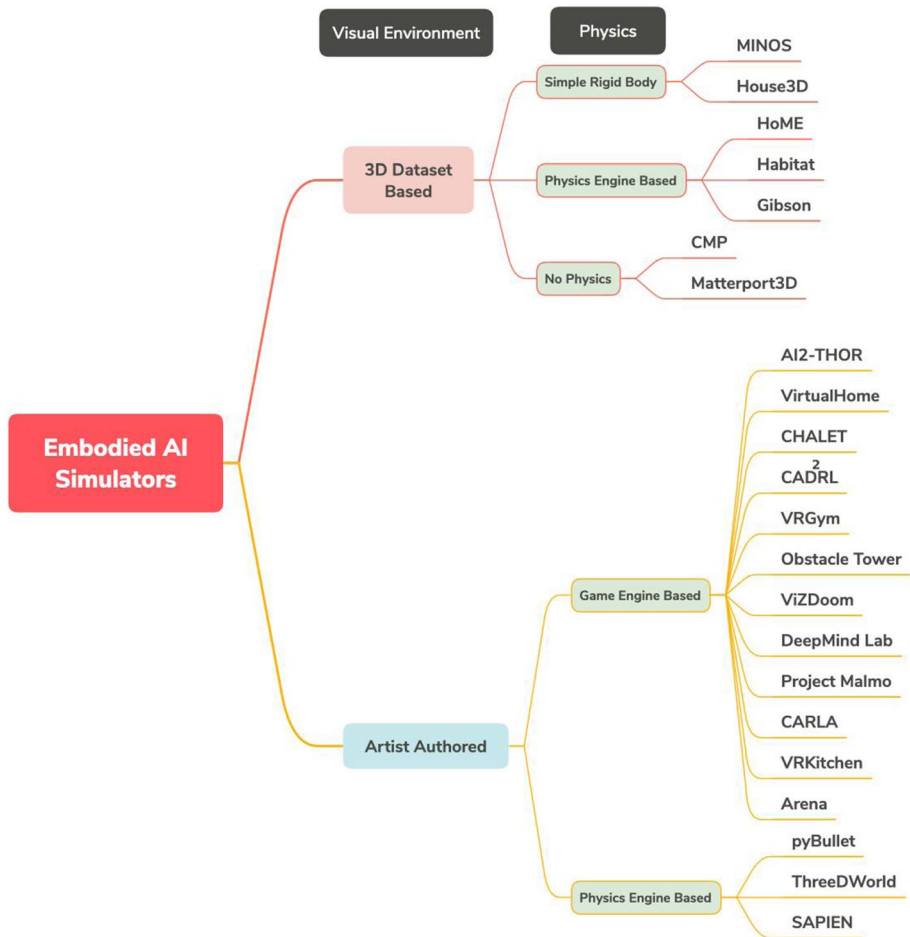 Visual Environment
Physics
MINOS
Simple Rigid Body
House3D
HoME
3D Dataset
Based
Physics Engine Based
Habitat
Gibson
CMP
No Physics
Matterport3D
AI2-THOR
VirtualHome
CHALET
2
CADRL
VRGym
Embodied AI
Simulators
Obstacle Tower
Game Engine Based
ViZDoom
DeepMind Lab
Project Malmo
CARLA
Artist Authored
VRKitchen
Arena
pyBullet
ThreeDWorld
Physics Engine Based
SAPIEN